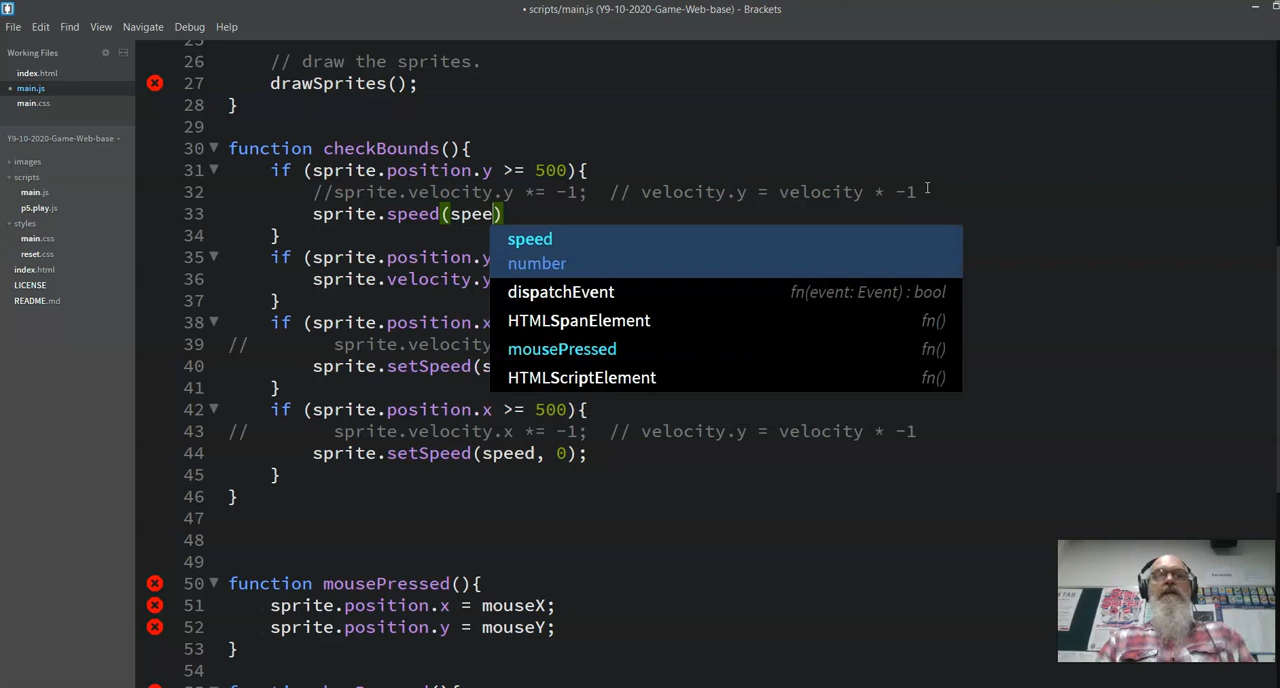 • scripts/main.js (Y9-10-2020-Game-Web-base) - Brackets
File Edit Find View Navigate Debug Help
Working Files
index.html
• main.js
main.css
Y9-10-2020-Game-Web-base
images
scripts
main.js
p5.play.js
styles
main.css
reset.css
index.html
LICENSE
README.md
25
26 // draw the sprites.
27 drawSprites();
28 }
29
30 function checkBounds(){
31 if (sprite.position.y >= 500){
32 //sprite.velocity.y *= -1; // velocity.y = velocity * -1
33 sprite.speed(spee)
34 }
35 if (sprite.position.y
36 sprite.velocity.y
37 }
38 if (sprite.position.x
39 // sprite.velocity
40 sprite.setSpeed(s
41 }
42 if (sprite.position.x >= 500){
43 // sprite.velocity.x *= -1; // velocity.y = velocity * -1
44 sprite.setSpeed(speed, 0);
45 }
46 }
47
48
49
50 function mousePressed(){
51 sprite.position.x = mouseX;
52 sprite.position.y = mouseY;
53 }
54
speed
number
dispatchEvent fn(event: Event) : bool
HTMLSpanElement fn()
mousePressed fn()
HTMLScriptElement fn()